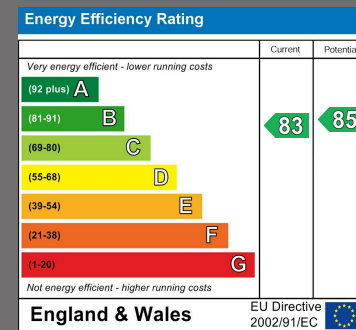 Energy Efficiency Rating
Current
Very energy efficient - lower running costs
(92 plus) A
(81-91) B
83
85
(69-80) C
(55-68) D
(39-54) E
(21-38) F
(1-20) G
Not energy efficient - higher running costs
England & Wales
EU Directive
2002/91/EC